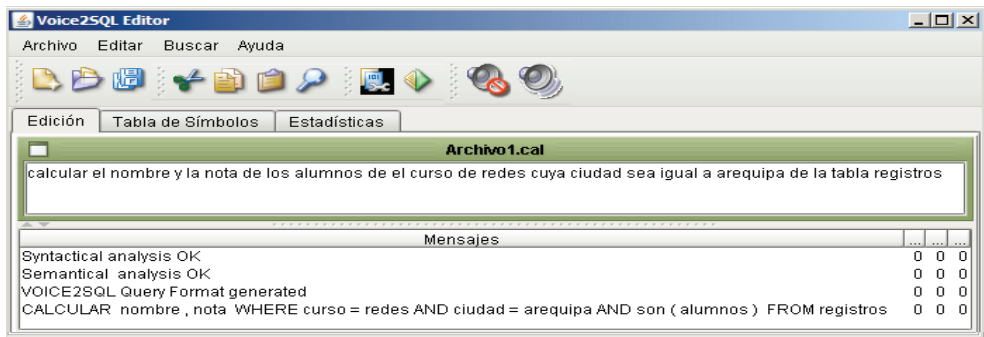 Voice2SQL Editor
Archivo Editar Buscar Ayuda
Edición Tabla de Símbolos Estadísticas
Archivo1.cal
calcular el nombre y la nota de los alumnos de el curso de redes cuya ciudad sea igual a arequipa de la tabla registros
Mensajes ... ... ...
Syntactical analysis OK 0 0 0
Semantical analysis OK 0 0 0
VOICE2SQL Query Format generated 0 0 0
CALCULAR nombre , nota WHERE curso = redes AND ciudad = arequipa AND son ( alumnos ) FROM registros 0 0 0